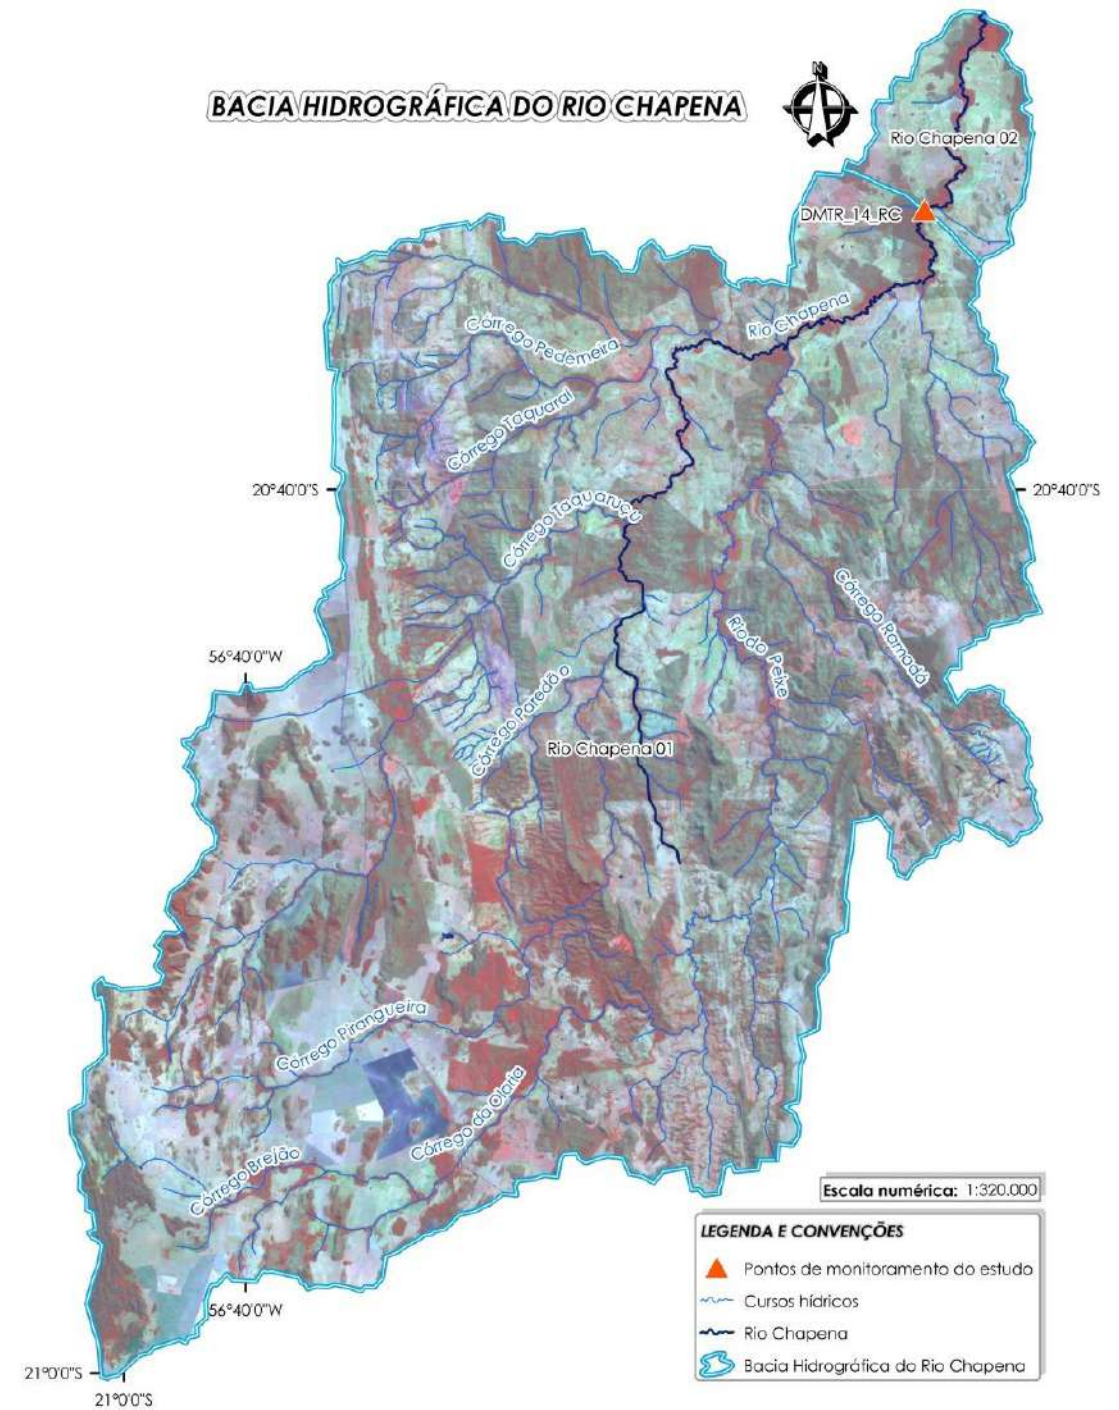 BACIA HIDROGRÁFICA DO RIO CHAPENA
N
Rio Chapena 02
DMTR_14_RC
Rio Chapena
Córrego Pederneira
Córrego Taquaral
20°40'0"S
20°40'0"S
Córrego Taquaruçu
Córrego Ramadá
Rio do Peixe
56°40'0"W
Córrego Paredão
Rio Chapena 01
Córrego Pirangueira
Córrego da Olaria
Córrego Brejão
Escala numérica: 1:320.000
LEGENDA E CONVENÇÕES
Pontos de monitoramento do estudo
Cursos hídricos
Rio Chapena
Bacia Hidrográfica do Rio Chapena
56°40'0"W
21°0'0"S
21°0'0"S